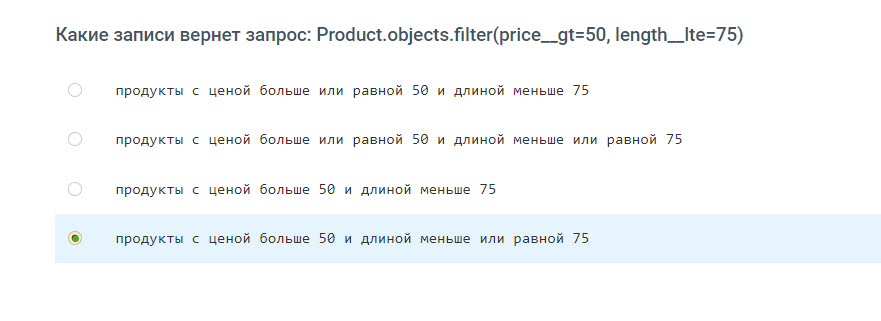 Какие записи вернет запрос: Product.objects.filter(price__gt=50, length__lte=75)
продукты с ценой больше или равной 50 и длиной меньше 75
продукты с ценой больше или равной 50 и длиной меньше или равной 75
продукты с ценой больше 50 и длиной меньше 75
продукты с ценой больше 50 и длиной меньше или равной 75